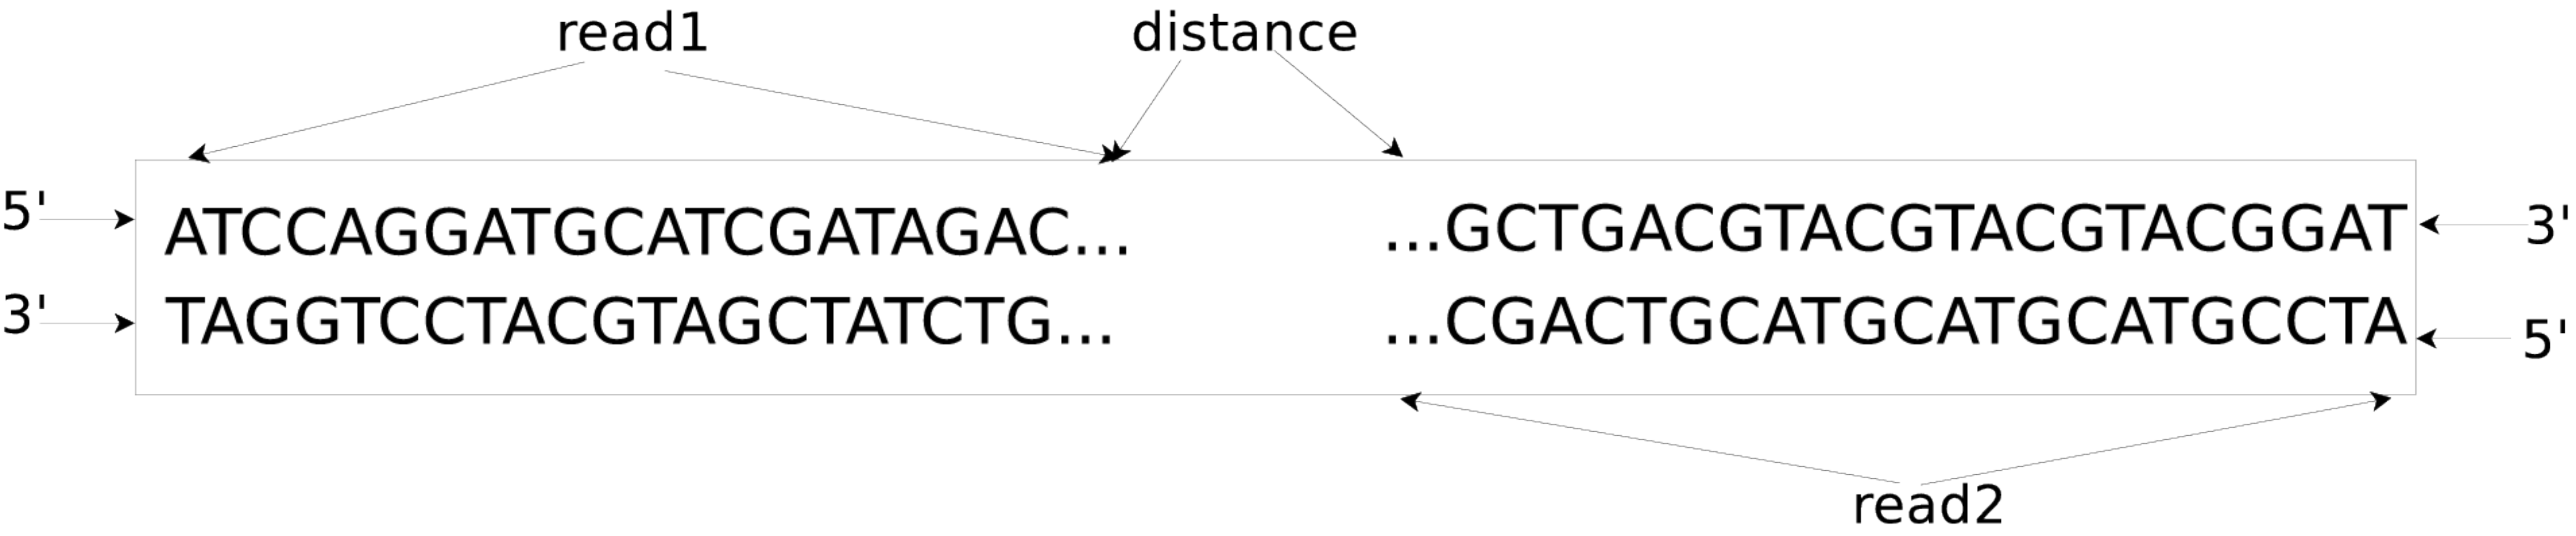 read1 distance
5' ATCCAGGATGCATCGATAGAC... ...GCTGACGTACGTACGTACGGAT 3'
3' TAGGTCCTACGTAGCTATCTG... ...CGACTGCATGCATGCATGCCTA 5'
read2